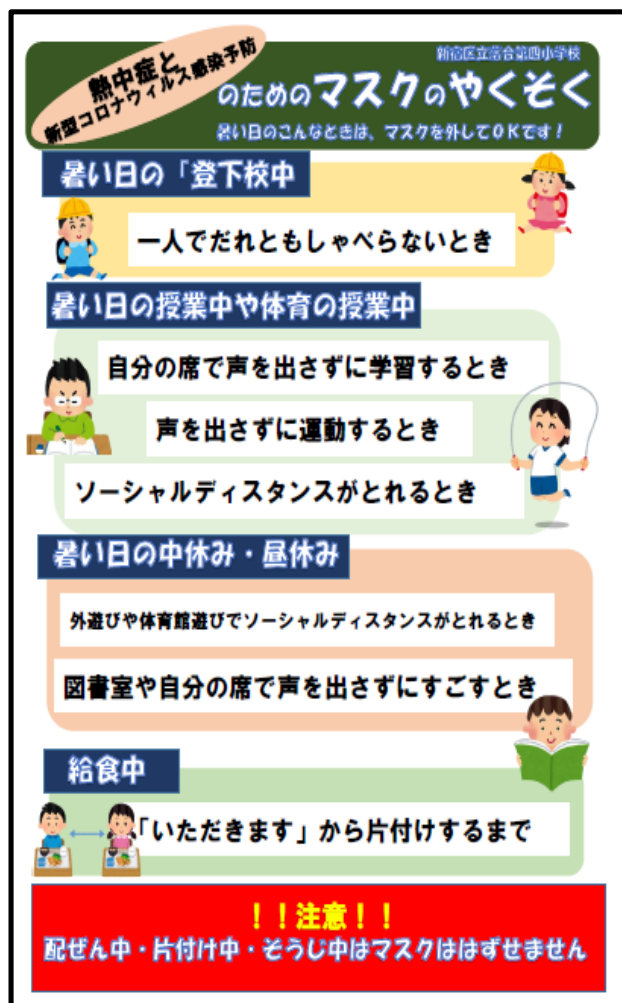 新宿区立落合第四小学校
熱中症と
新型コロナウィルス感染予防
のためのマスクのやくそく
暑い日のこんなときは、マスクを外してOKです！
暑い日の「登下校中
一人でだれともしゃべらないとき
暑い日の授業中や体育の授業中
自分の席で声を出さずに学習するとき
声を出さずに運動するとき
ソーシャルディスタンスがとれるとき
暑い日の中休み・昼休み
外遊びや体育館遊びでソーシャルディスタンスがとれるとき
図書室や自分の席で声を出さずにすごすとき
給食中
「いただきます」から片付けするまで
！！注意！！
配ぜん中・片付け中・そうじ中はマスクははずせません